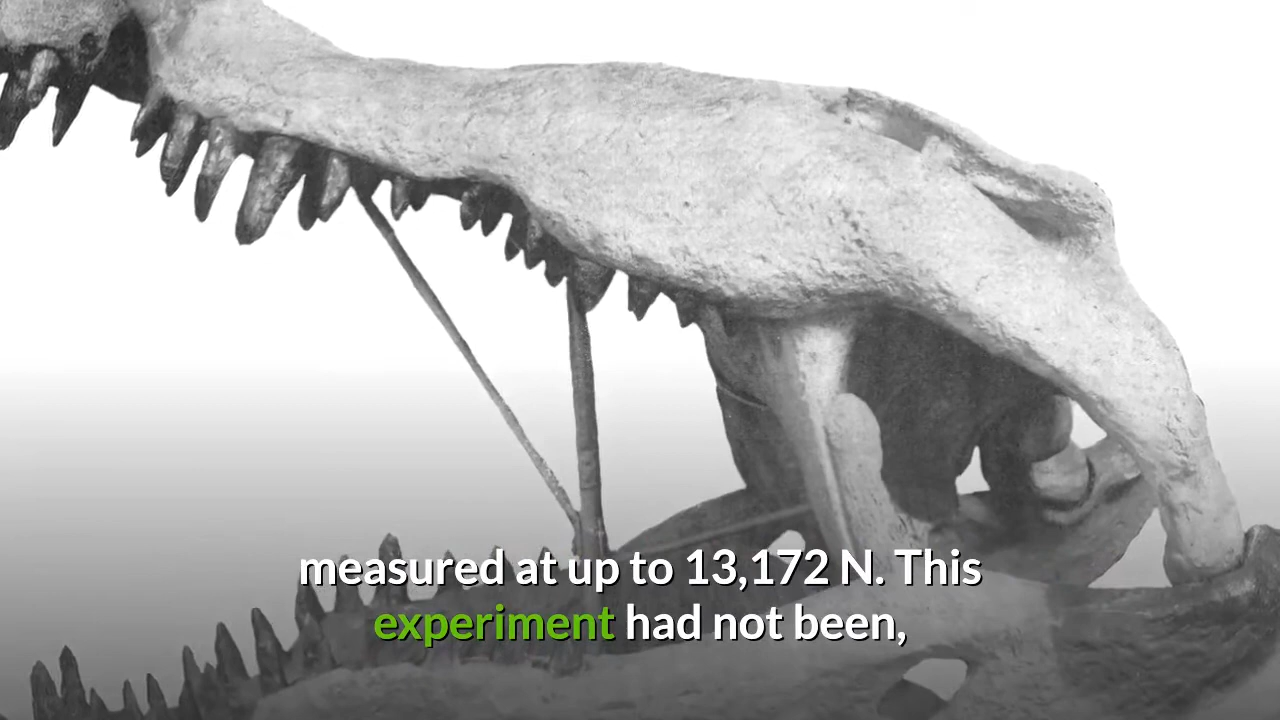 measured at up to 13,172 N. This
experiment had not been,